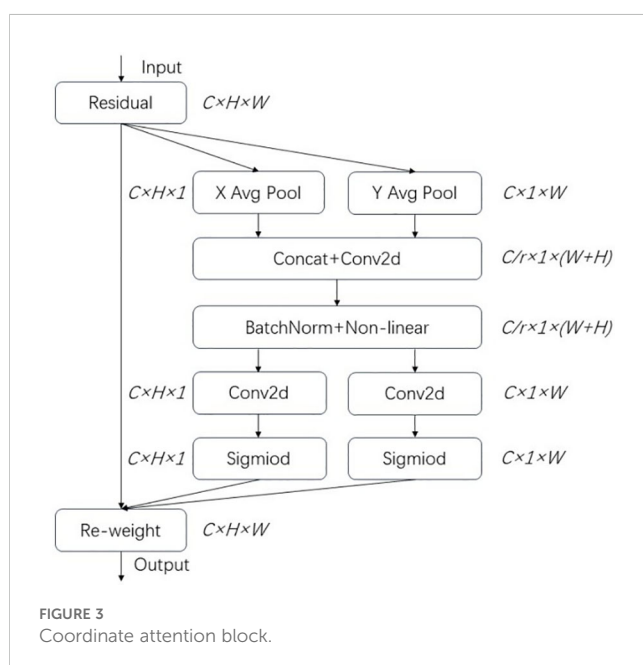 Input
Residual C×H×W
C×H×1 X Avg Pool Y Avg Pool C×1×W
Concat+Conv2d C/r×1×(W+H)
BatchNorm+Non-linear C/r×1×(W+H)
C×H×1 Conv2d Conv2d C×1×W
C×H×1 Sigmiod Sigmiod C×1×W
Re-weight C×H×W
Output
FIGURE 3
Coordinate attention block.